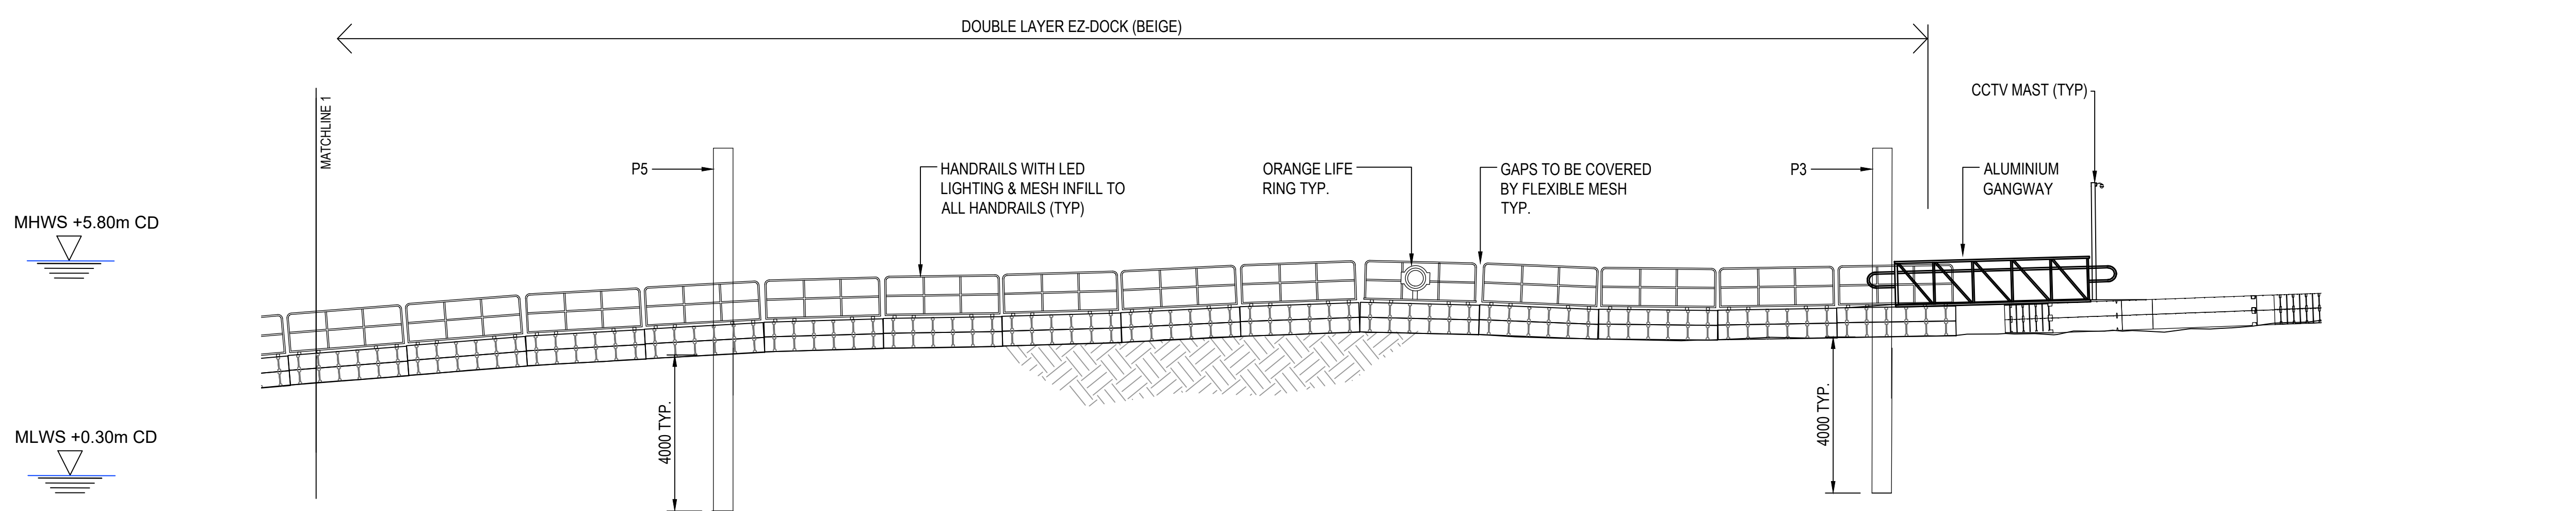 DOUBLE LAYER EZ-DOCK (BEIGE)
MATCHLINE 1
CCTV MAST (TYP)
P5
HANDRAILS WITH LED
LIGHTING & MESH INFILL TO
ALL HANDRAILS (TYP)
ORANGE LIFE
RING TYP.
GAPS TO BE COVERED
BY FLEXIBLE MESH
TYP.
P3
ALUMINIUM
GANGWAY
MHWS +5.80m CD
MLWS +0.30m CD
4000 TYP.
4000 TYP.